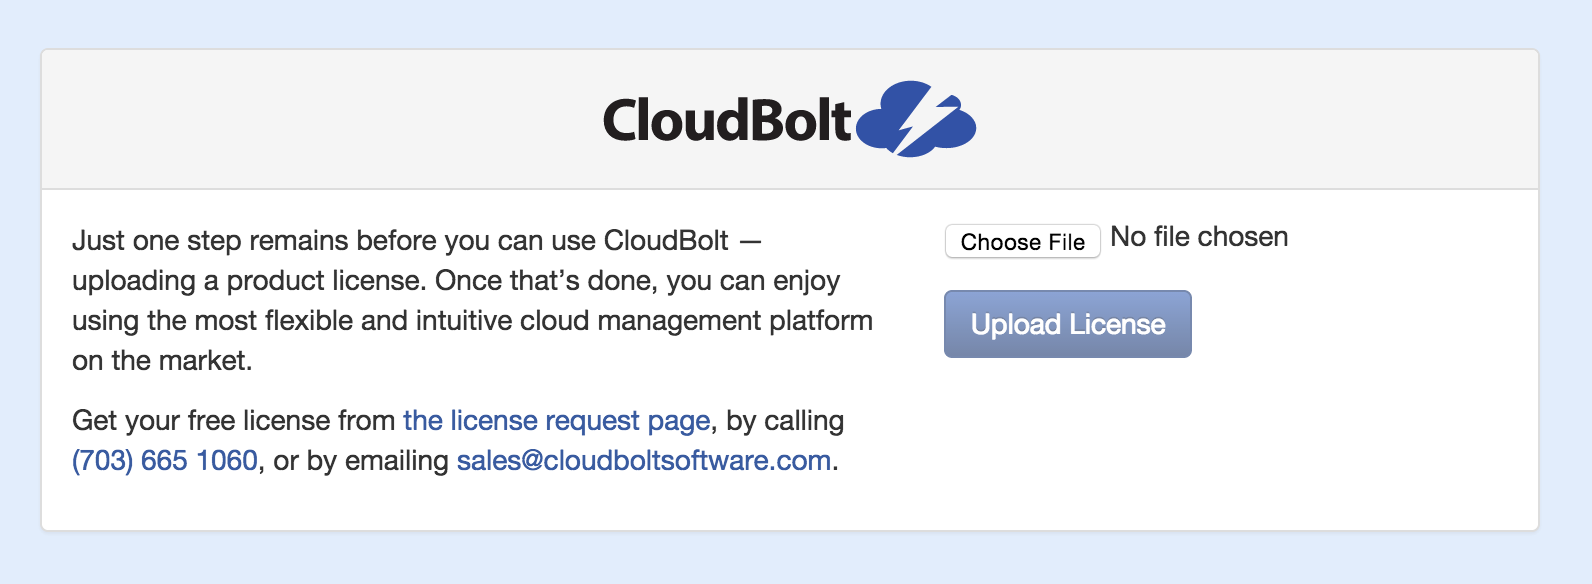 CloudBolt
Just one step remains before you can use CloudBolt —
uploading a product license. Once that’s done, you can enjoy
using the most flexible and intuitive cloud management platform
on the market.
Get your free license from the license request page, by calling
(703) 665 1060, or by emailing sales@cloudboltsoftware.com.
Choose File No file chosen
Upload License